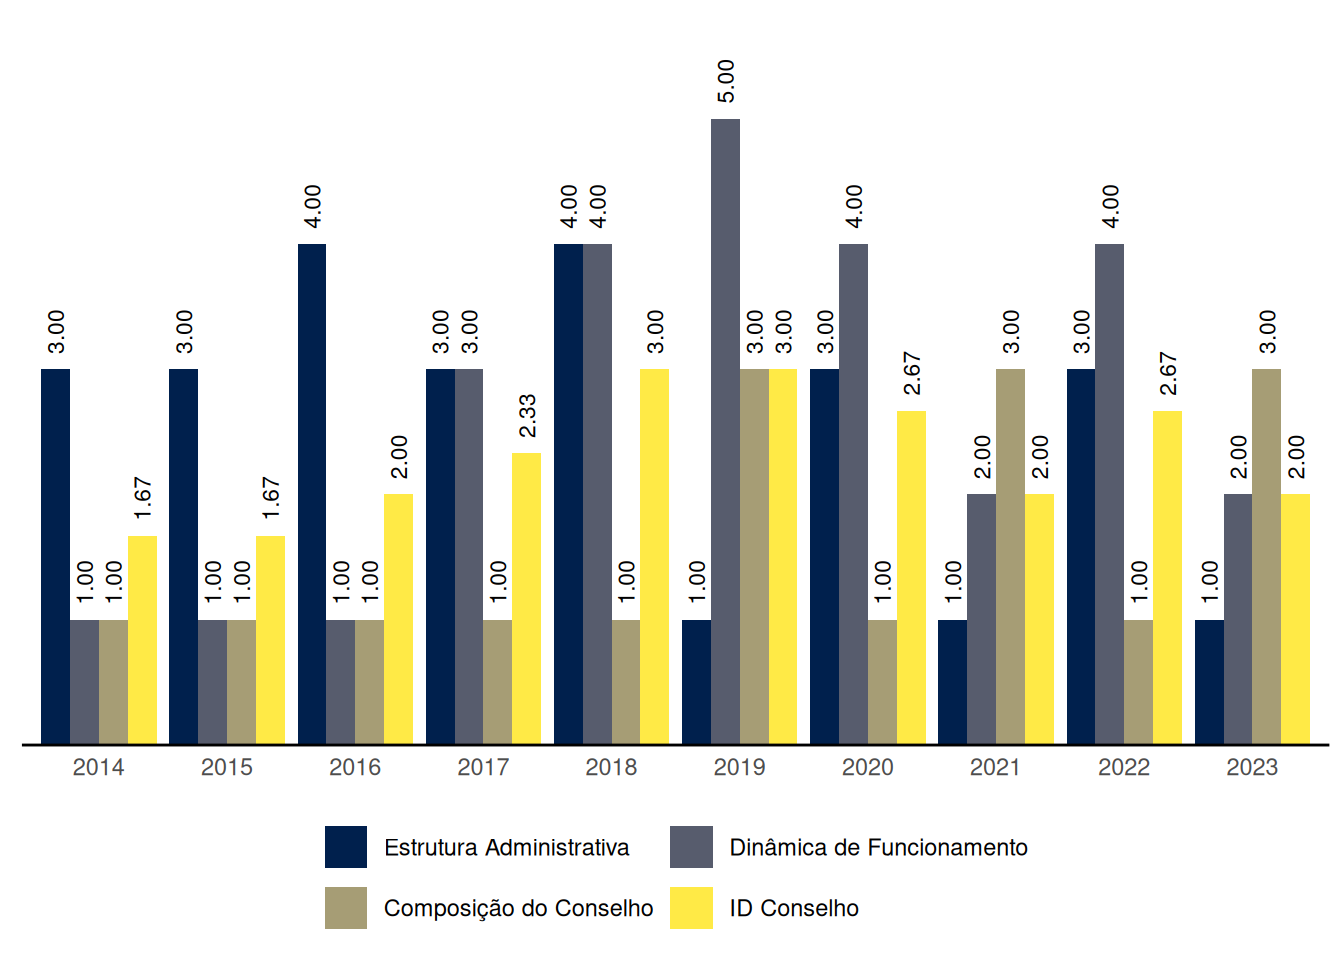 5.00
4.00 4.00 4.00 4.00 4.00
3.00 3.00 3.00 3.00 3.00 3.00 3.00 3.00 3.00 3.00 3.00
2.67 2.67
2.33
2.00 2.00 2.00 2.00 2.00
1.67 1.67
1.00 1.00 1.00 1.00 1.00 1.00 1.00 1.00 1.00 1.00 1.00 1.00 1.00
2014 2015 2016 2017 2018 2019 2020 2021 2022 2023
Estrutura Administrativa Dinâmica de Funcionamento
Composição do Conselho ID Conselho